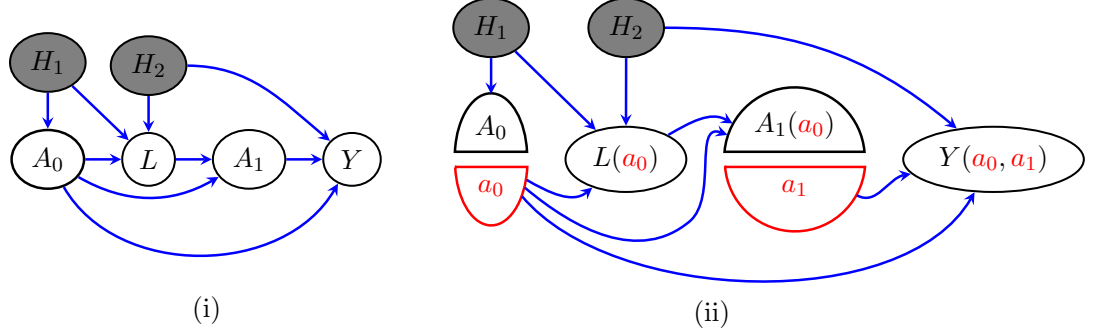 H₁ H₂
A₀ L A₁ Y
(i)
H₁ H₂
A₀ A₁(a₀)
L(a₀) Y(a₀, a₁)
a₀ a₁
(ii)